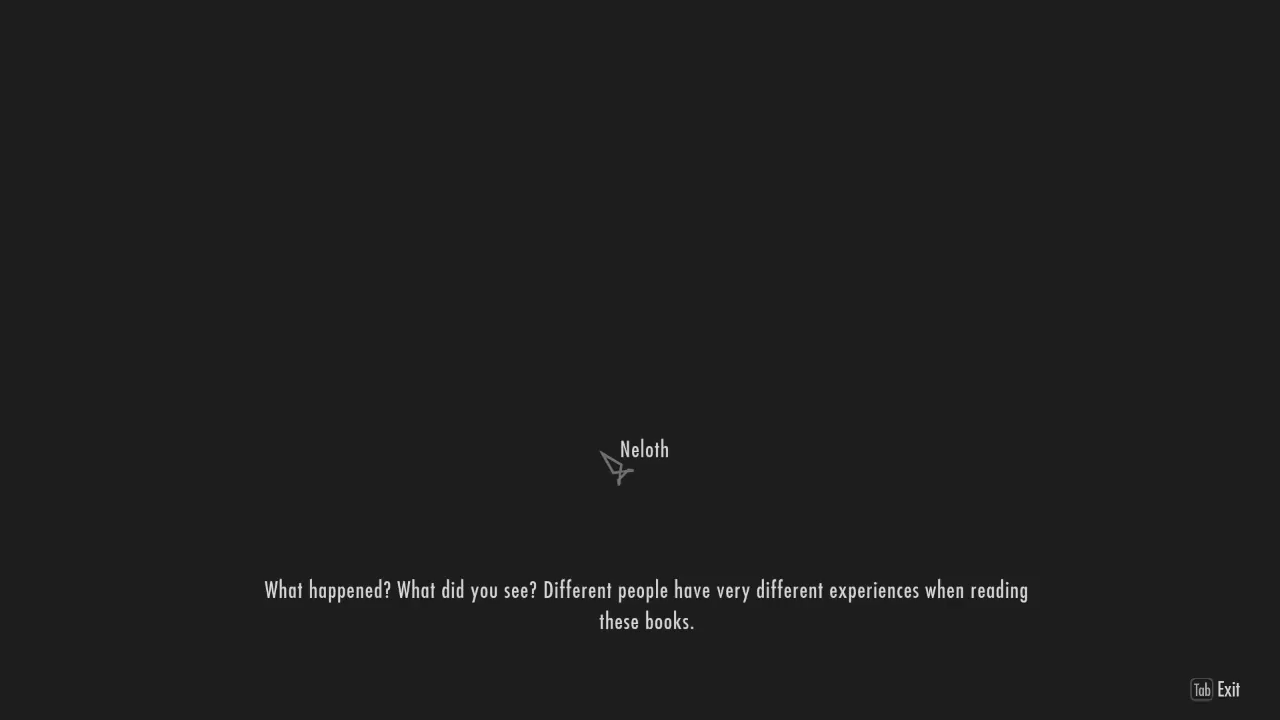 Neloth
What happened? What did you see? Different people have very different experiences when reading
these books.
Tab Exit